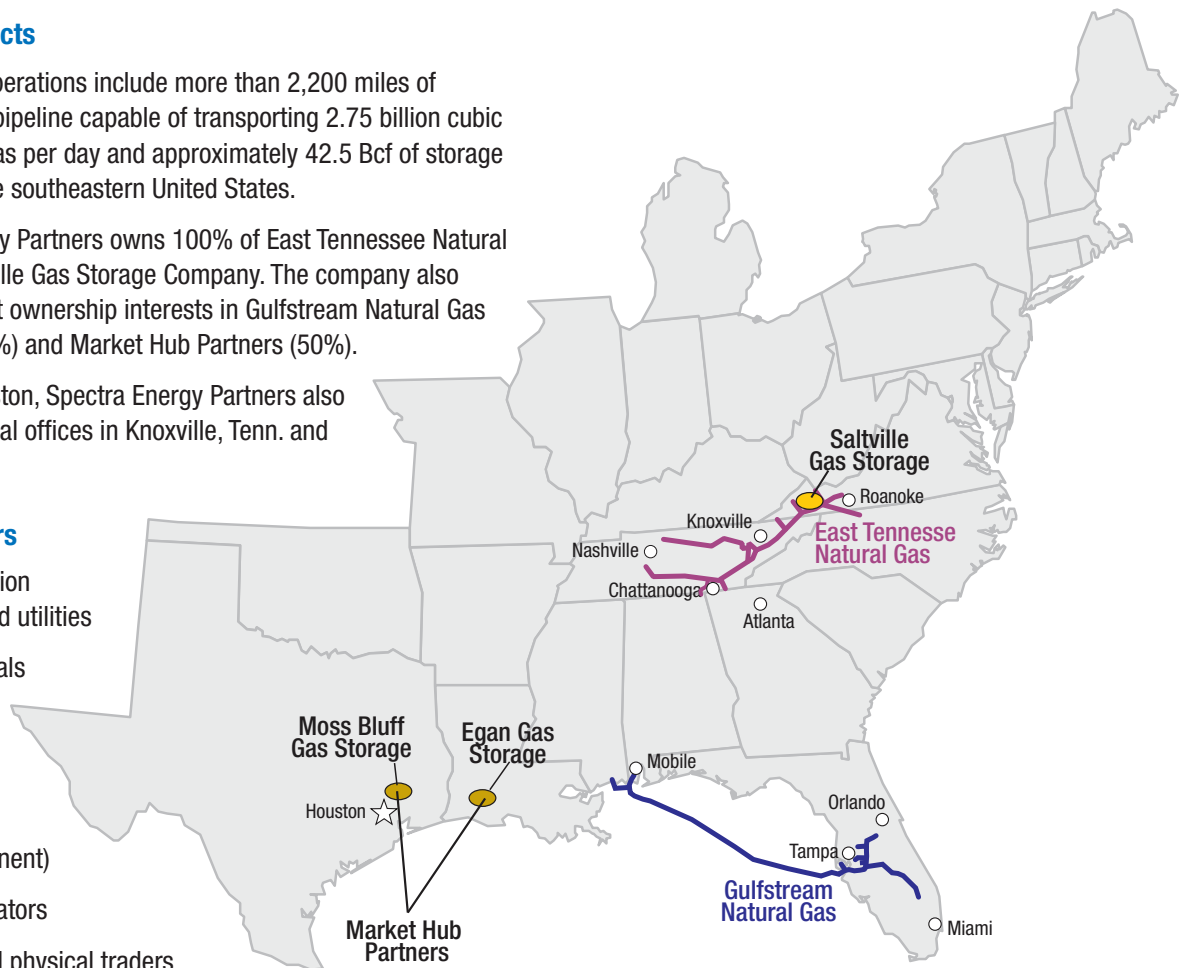 cts
perations include more than 2,200 miles of
pipeline capable of transporting 2.75 billion cubic
as per day and approximately 42.5 Bcf of storage
e southeastern United States.
y Partners owns 100% of East Tennessee Natural
lle Gas Storage Company. The company also
t ownership interests in Gulfstream Natural Gas
%) and Market Hub Partners (50%).
ston, Spectra Energy Partners also
al offices in Knoxville, Tenn. and
rs
tion
d utilities
als
nent)
ators
d physical traders
Saltville
Gas Storage
Roanoke
Knoxville
East Tennesse
Natural Gas
Nashville
Chattanooga
Atlanta
Moss Bluff
Gas Storage
Egan Gas
Storage
Mobile
Houston
Orlando
Tampa
Gulfstream
Natural Gas
Miami
Market Hub
Partners